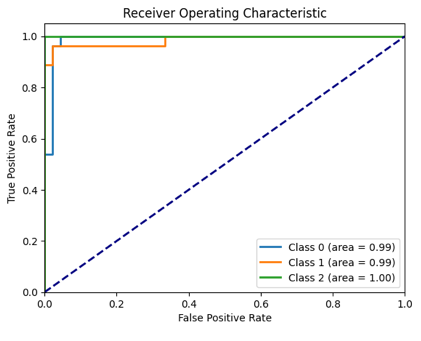 Receiver Operating Characteristic
True Positive Rate
1.0
0.8
0.6
0.4
0.2
0.0
Class 0 (area = 0.99)
Class 1 (area = 0.99)
Class 2 (area = 1.00)
0.0 0.2 0.4 0.6 0.8 1.0
False Positive Rate